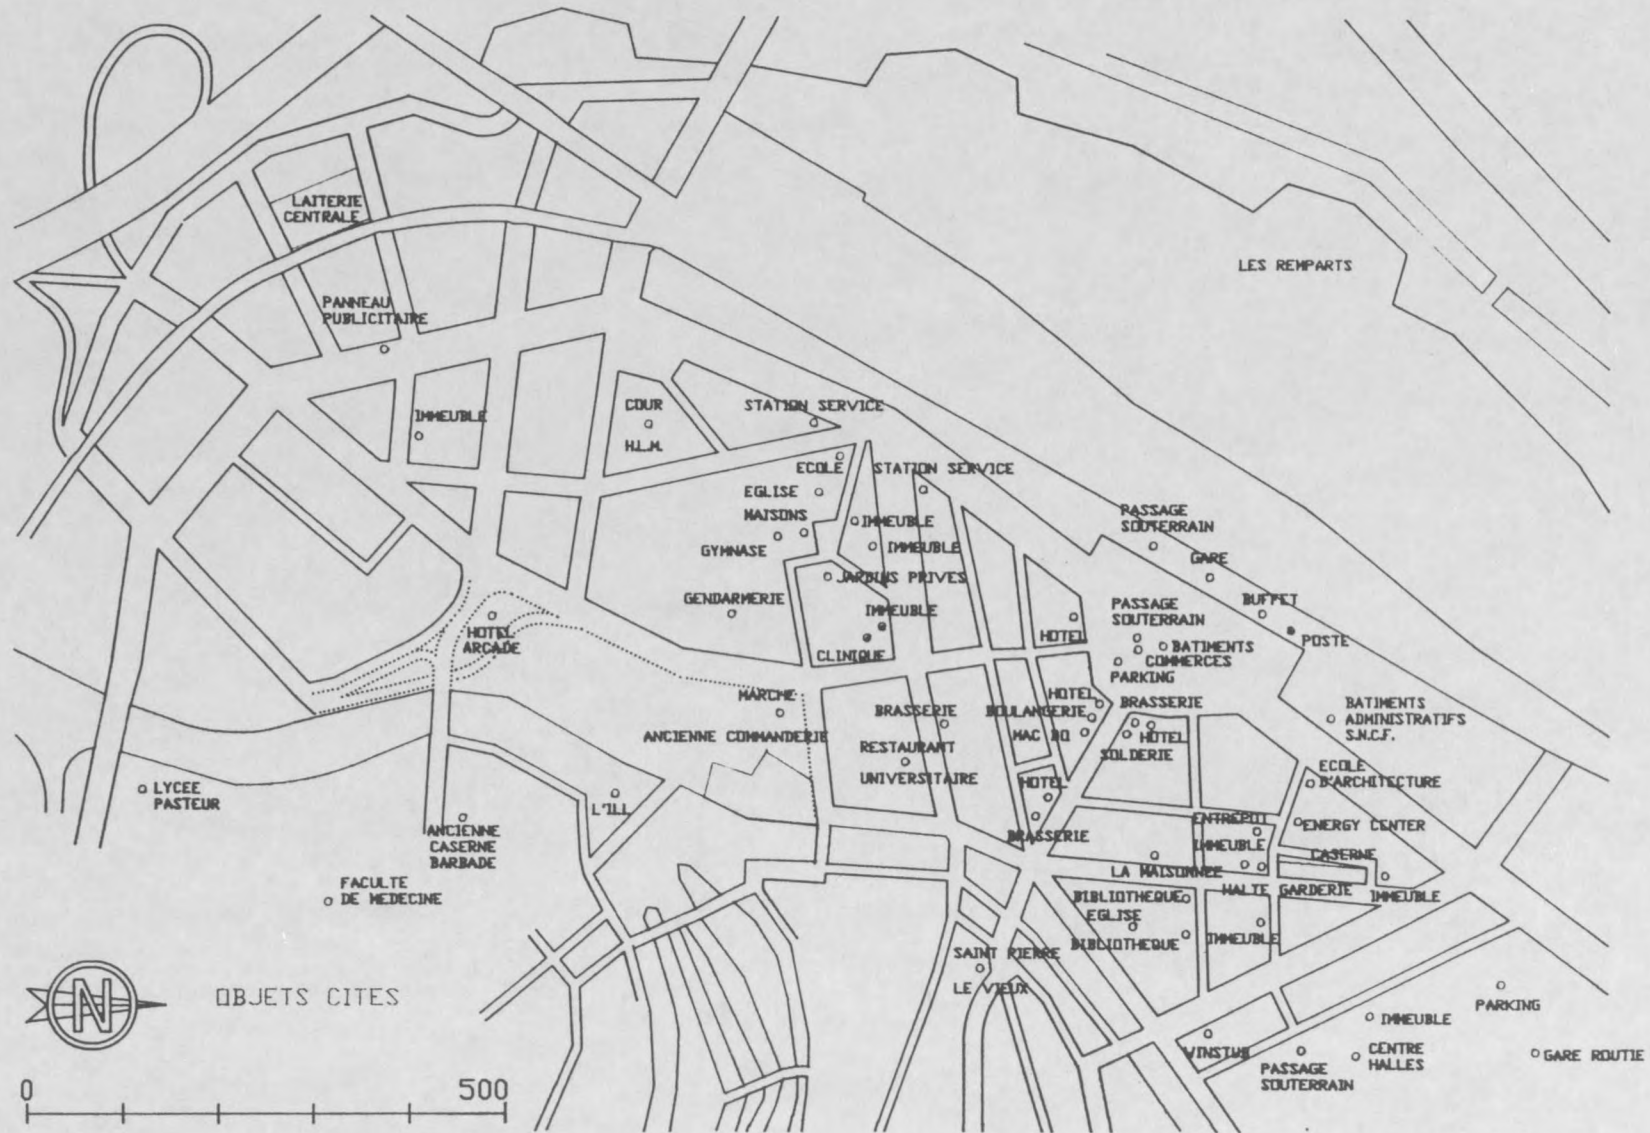 LAITERIE
CENTRALE
LES REMPARTS
PANNEAU
PUBLICITAIRE
IMMEUBLE
COUR
H.L.M.
STATION SERVICE
ECOLE
STATION SERVICE
EGLISE
MAISONS
IMMEUBLE
GYMNASE
IMMEUBLE
JARDINS PRIVES
GENDARMERIE
IMMEUBLE
CLINIQUE
PASSAGE
SOUTERRAIN
GARE
BUFFET
POSTE
PASSAGE
SOUTERRAIN
HOTEL
BATIMENTS
COMMERCES
PARKING
HOTEL
ARCADE
MARCHE
ANCIENNE COMMANDERIE
BRASSERIE
RESTAURANT
UNIVERSITAIRE
HOTEL
BOULANGERIE
MAC DO
BRASSERIE
HOTEL
SOLDERIE
HOTEL
BRASSERIE
BATIMENTS
ADMINISTRATIFS
S.N.C.F.
ECOLE
D'ARCHITECTURE
ENERGY CENTER
ENTREPOT
IMMEUBLE
CASERNE
LA MAISONNEE
HALTE GARDERIE
IMMEUBLE
BIBLIOTHEQUE
EGLISE
BIBLIOTHEQUE
IMMEUBLE
LYCEE
PASTEUR
L'ILL
ANCIENNE
CASERNE
BARBADE
FACULTE
DE MEDECINE
SAINT PIERRE
LE VIEUX
PARKING
IMMEUBLE
WINSTUB
PASSAGE
SOUTERRAIN
CENTRE
HALLES
GARE ROUTIE
N
OBJETS CITES
0 500